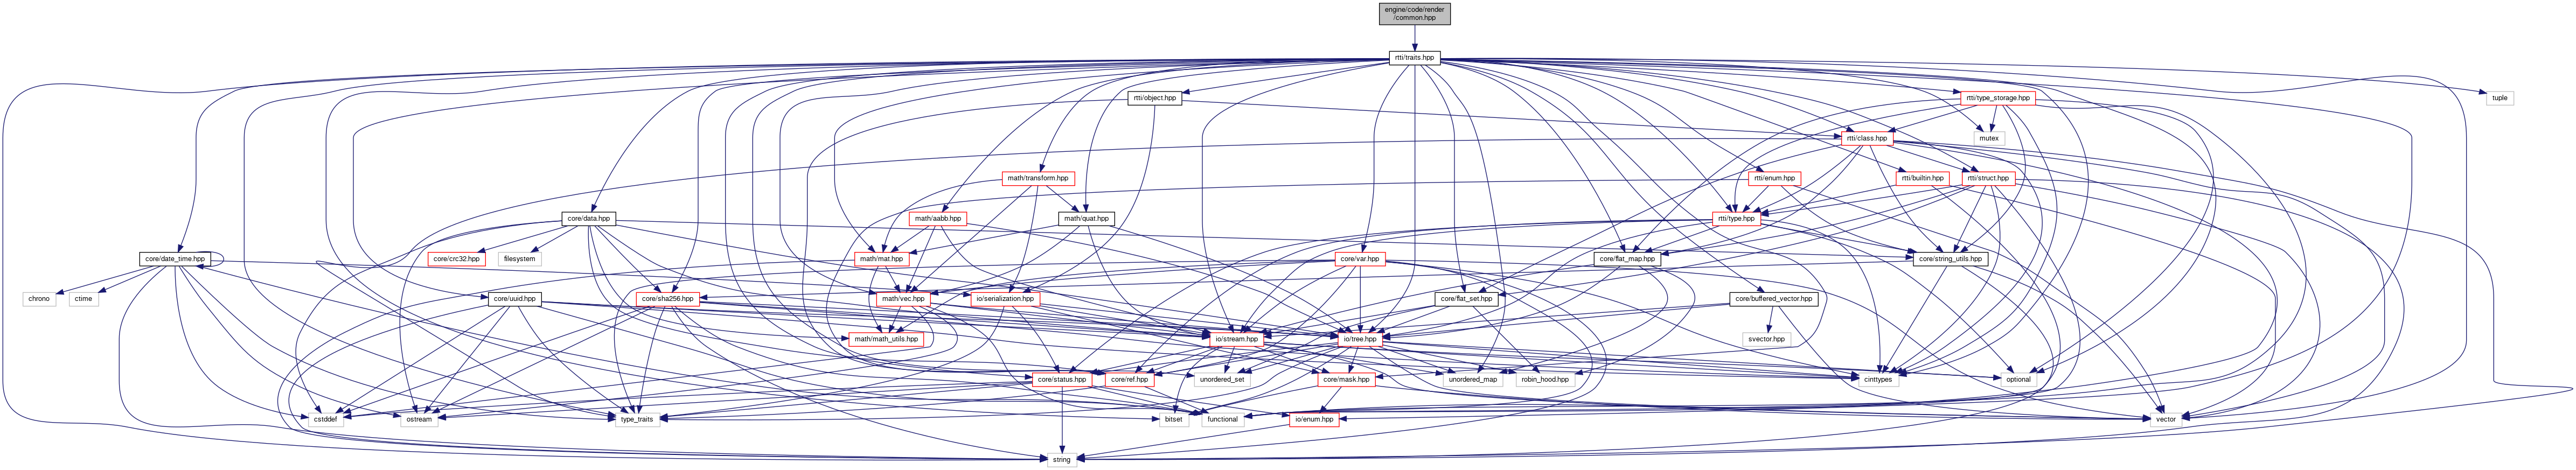 engine/code/render
/common.hpp
rtti/traits.hpp
rtti/object.hpp
rtti/type_storage.hpp
tuple
mutex
rtti/class.hpp
math/transform.hpp
rtti/enum.hpp
rtti/builtin.hpp
rtti/struct.hpp
core/data.hpp
math/aabb.hpp
math/quat.hpp
rtti/type.hpp
core/date_time.hpp
core/crc32.hpp
filesystem
math/mat.hpp
core/var.hpp
core/flat_map.hpp
core/string_utils.hpp
chrono
ctime
core/uuid.hpp
core/sha256.hpp
math/vec.hpp
io/serialization.hpp
core/flat_set.hpp
core/buffered_vector.hpp
math/math_utils.hpp
io/stream.hpp
io/tree.hpp
svector.hpp
core/status.hpp
core/ref.hpp
unordered_set
core/mask.hpp
unordered_map
robin_hood.hpp
cinttypes
optional
cstddef
ostream
type_traits
bitset
functional
io/enum.hpp
vector
string